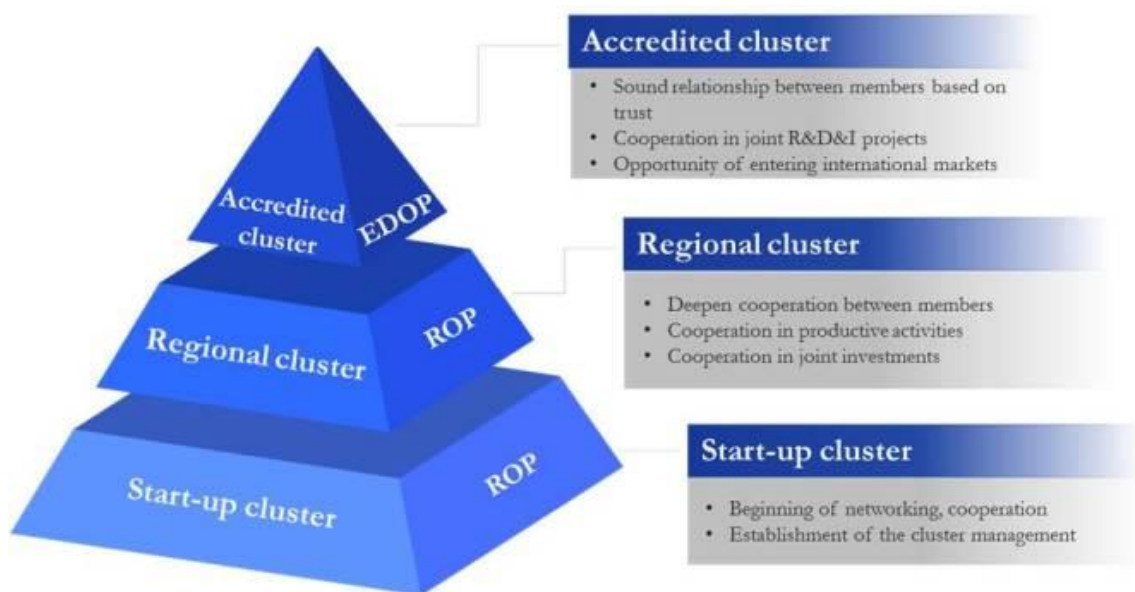 Accredited cluster
• Sound relationship between members based on
trust
• Cooperation in joint R&D&I projects
• Opportunity of entering international markets
Accredited
cluster
EDOP
Regional cluster
• Deepen cooperation between members
• Cooperation in productive activities
• Cooperation in joint investments
Regional cluster
ROP
Start-up cluster
• Beginning of networking, cooperation
• Establishment of the cluster management
Start-up cluster
ROP